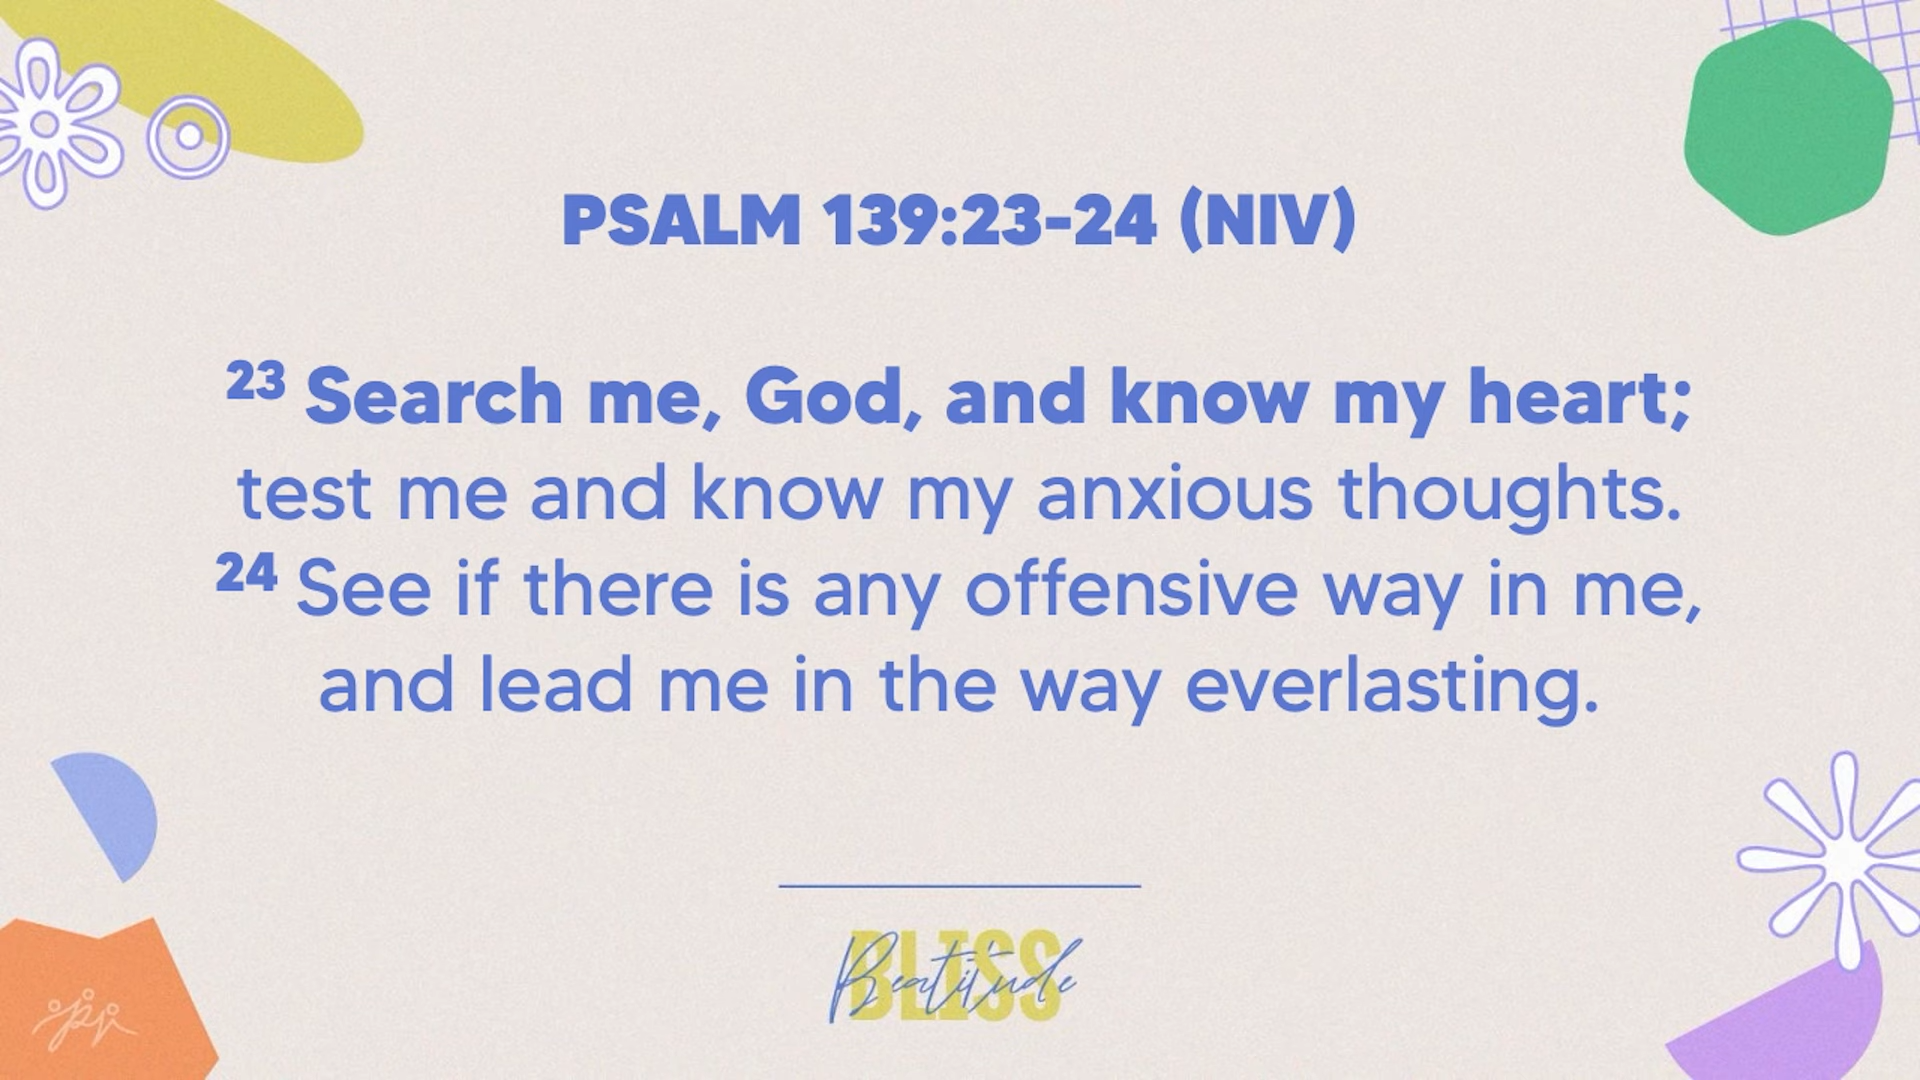 PSALM 139:23-24 (NIV)
23 Search me, God, and know my heart;
test me and know my anxious thoughts.
24 See if there is any offensive way in me,
and lead me in the way everlasting.
BLISS
Beatitude